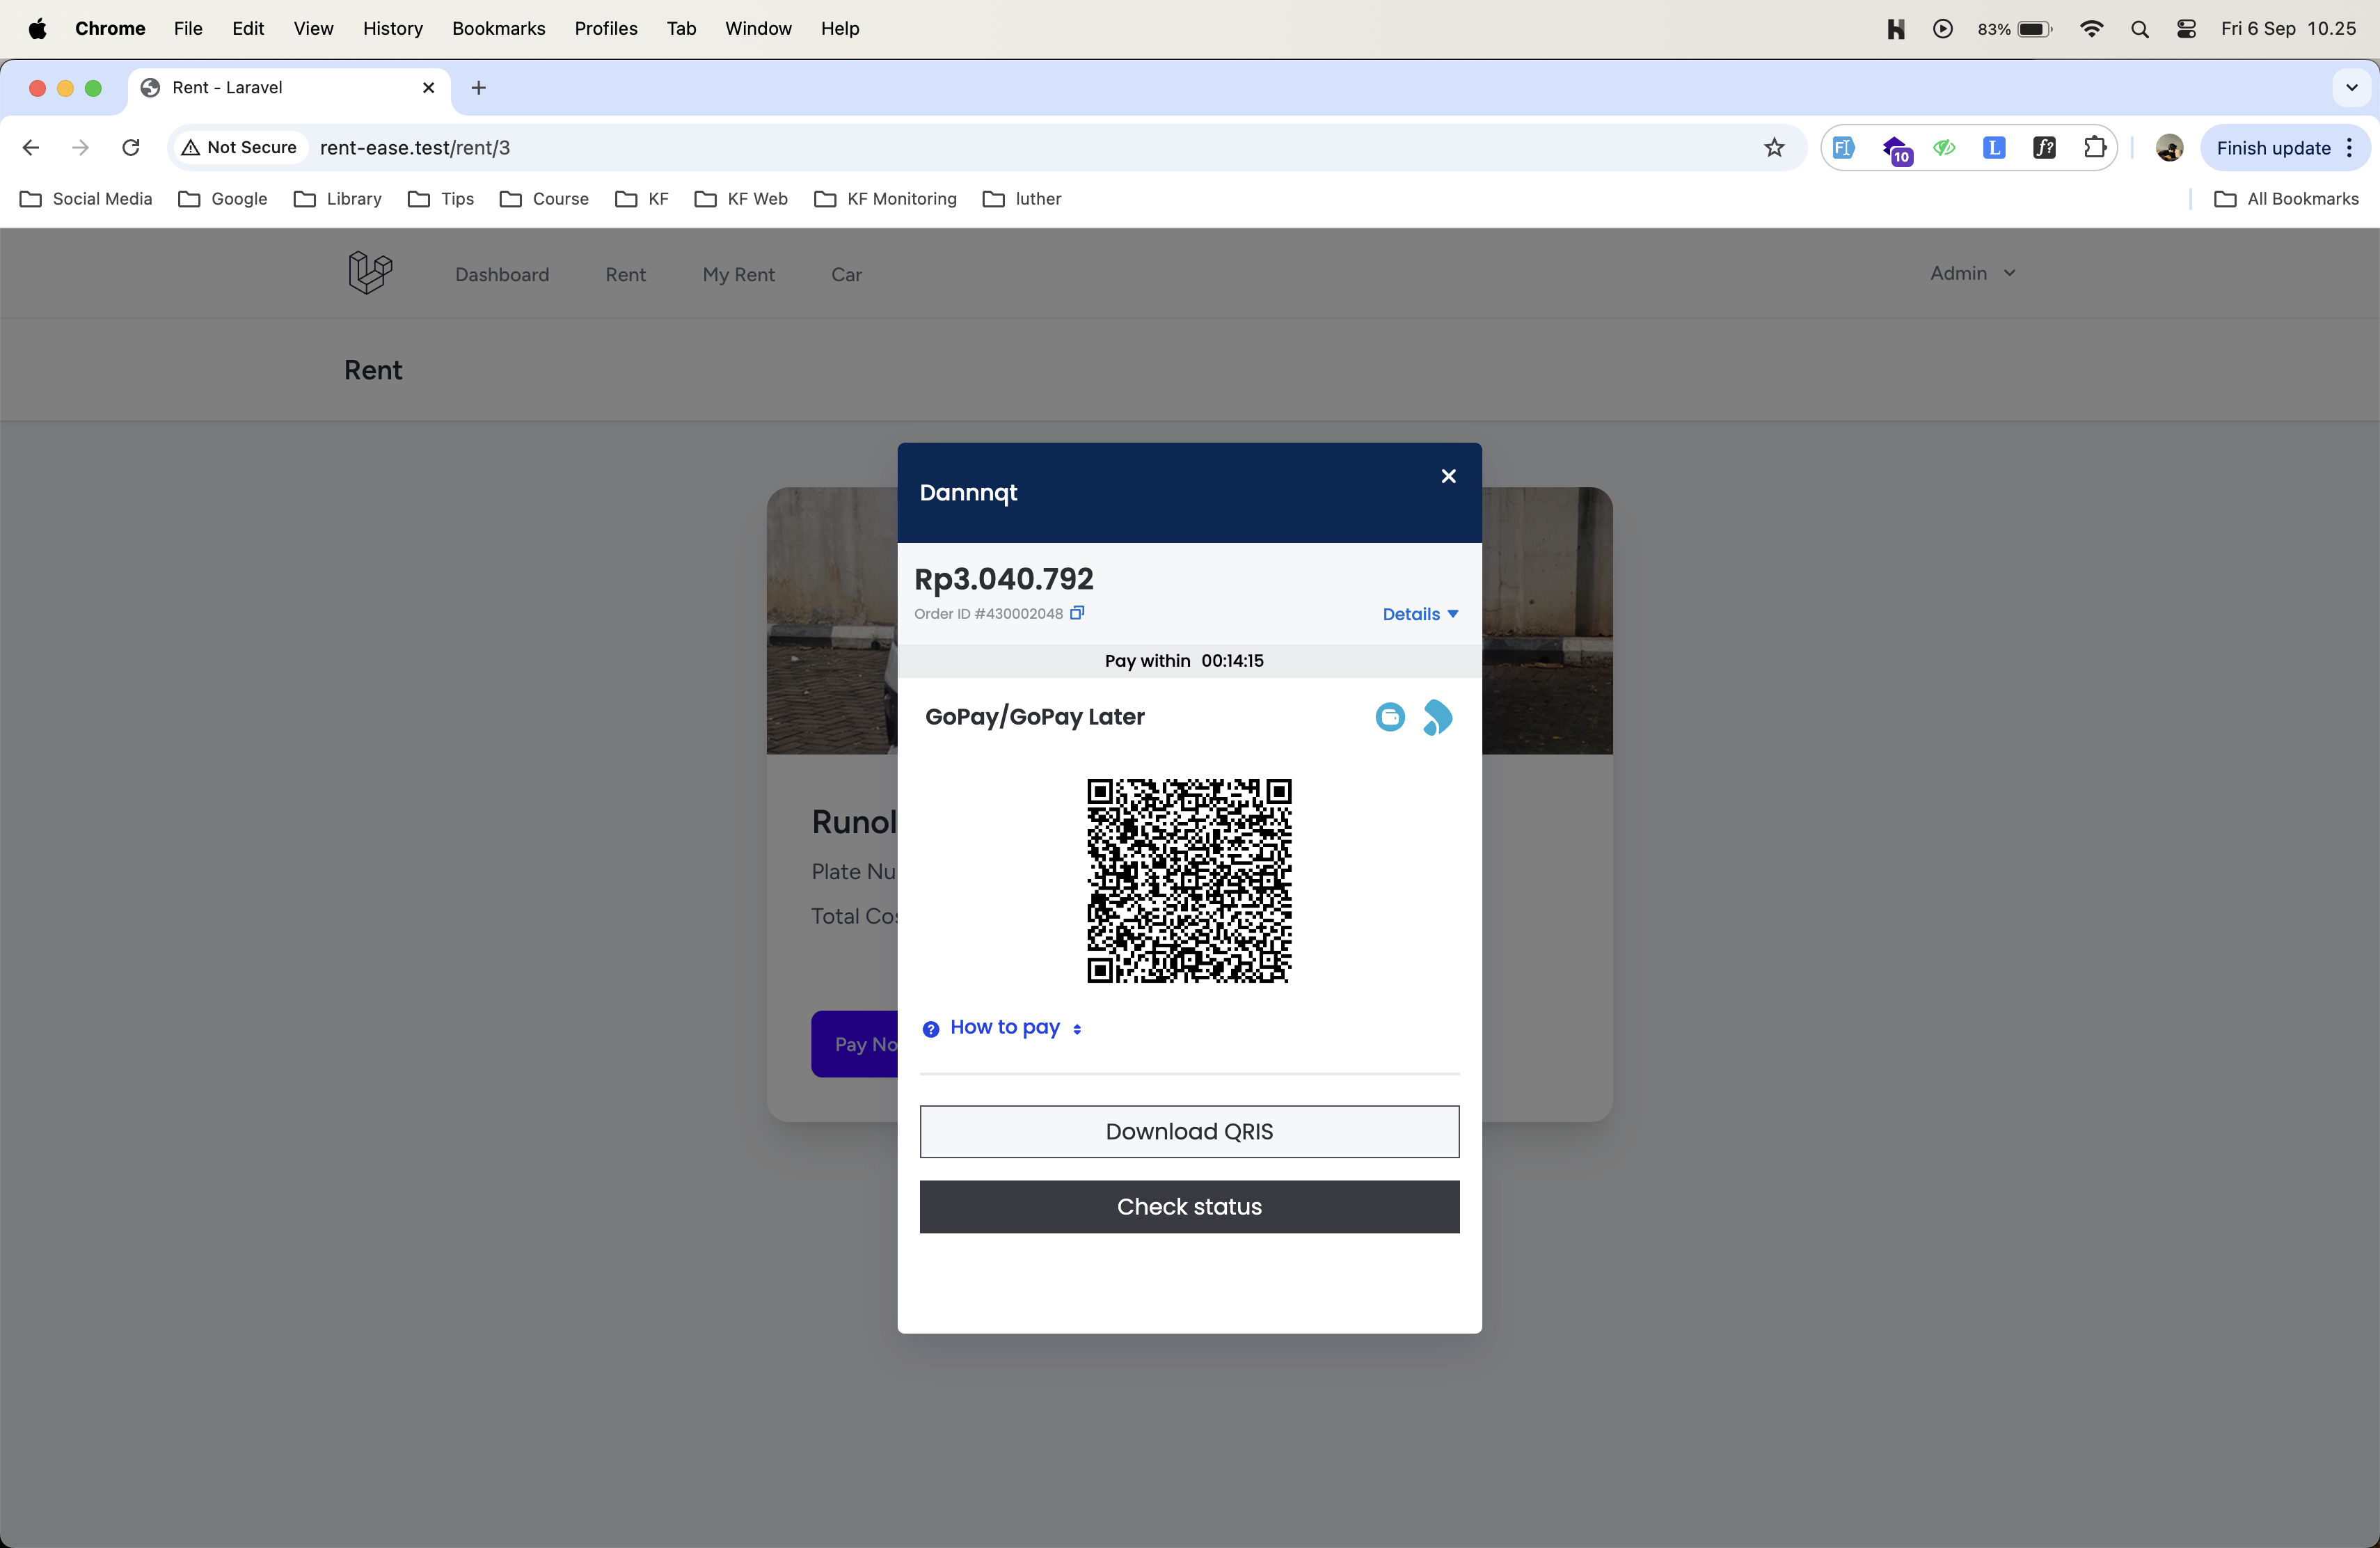 Chrome File Edit View History Bookmarks Profiles Tab Window Help 83% Fri 6 Sep 10.25
Rent - Laravel
Not Secure rent-ease.test/rent/3 FI 10 L f? Finish update
Social Media Google Library Tips Course KF KF Web KF Monitoring luther All Bookmarks
Dashboard Rent My Rent Car Admin
Rent
Dannnqt
Rp3.040.792
Order ID #430002048 Details
Pay within 00:14:15
GoPay/GoPay Later
Runol
Plate Nu
Total Cos
How to pay
Pay No
Download QRIS
Check status